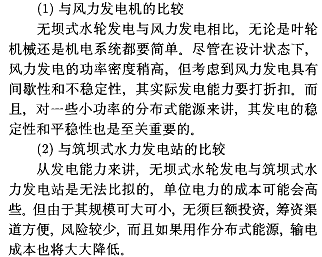 (1) 与风力发电机的比较
无坝式水轮发电与风力发电相比，无论是叶轮
机械还是机电系统都要简单。尽管在设计状态下，
风力发电的功率密度稍高，但考虑到风力发电具有
间歇性和不稳定性，其实际发电能力要打折扣。而
且，对一些小功率的分布式能源来讲，其发电的稳
定性和平稳性也是至关重要的。
(2) 与筑坝式水力发电站的比较
从发电能力来讲，无坝式水轮发电与筑坝式水
力发电站是无法比拟的，单位电力的成本可能会高
些。但由于其规模可大可小，无须巨额投资，筹资渠
道方便，风险较少，而且如果用作分布式能源，输电
成本也将大大降低。